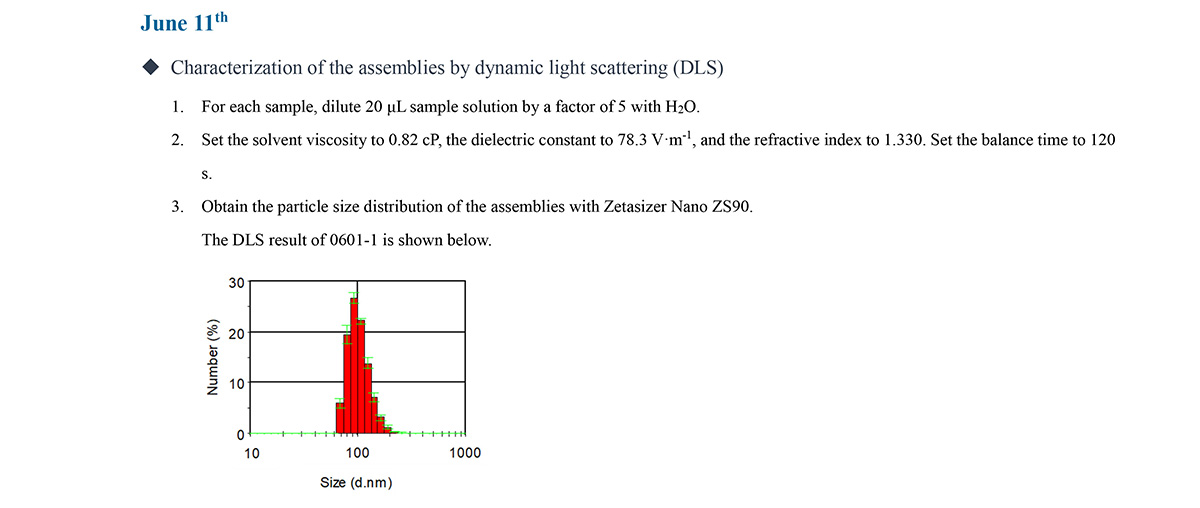 June 11th
◆ Characterization of the assemblies by dynamic light scattering (DLS)
1. For each sample, dilute 20 μL sample solution by a factor of 5 with H₂O.
2. Set the solvent viscosity to 0.82 cP, the dielectric constant to 78.3 V·m⁻¹, and the refractive index to 1.330. Set the balance time to 120
s.
3. Obtain the particle size distribution of the assemblies with Zetasizer Nano ZS90.
The DLS result of 0601-1 is shown below.
30
20
10
0
Number (%)
10 100 1000
Size (d.nm)